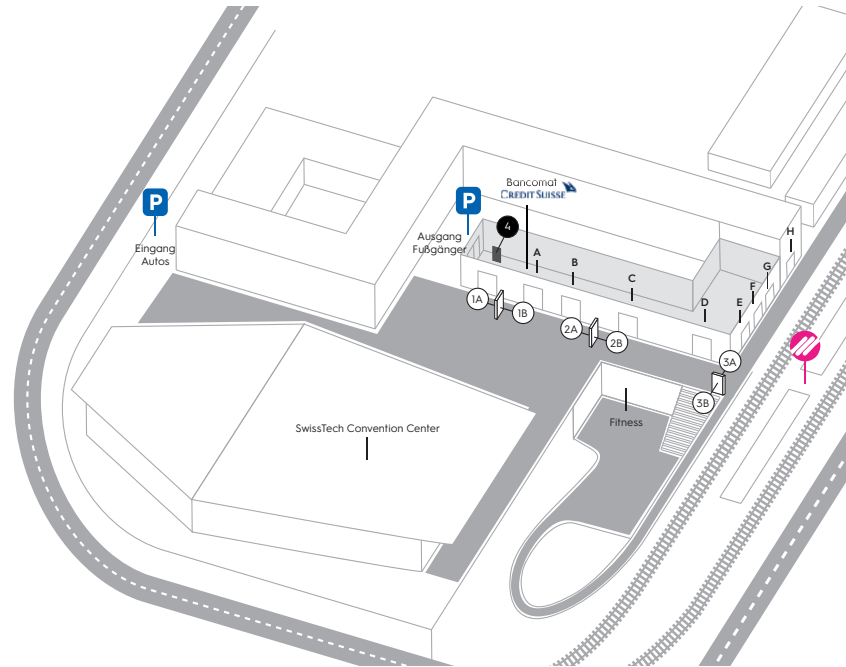 Bancomat
CREDIT SUISSE
P
P
4
Ausgang
Fußgänger
Eingang
Autos
A
B
C
D
E
F
G
H
1A
1B
2A
2B
3A
3B
Fitness
SwissTech Convention Center